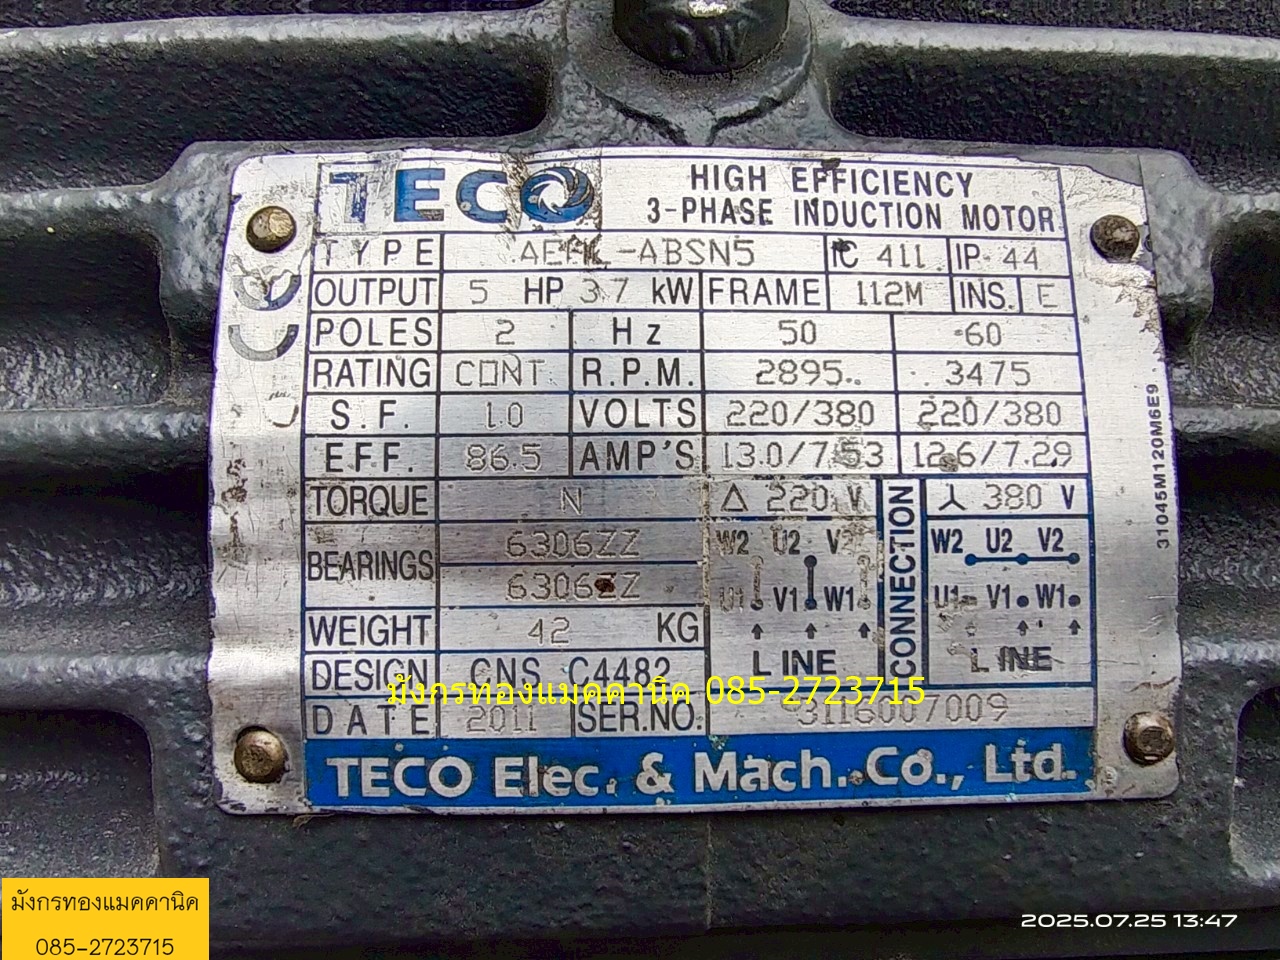 TECO
HIGH EFFICIENCY
3-PHASE INDUCTION MOTOR
TYPE AEHL-ABSN5 IC 411 IP 44
OUTPUT 5 HP 3.7 kW FRAME 112M INS. E
POLES 2 Hz 50 60
RATING CONT R.P.M. 2895 3475
S.F. 1.0 VOLTS 220/380 220/380
EFF. 86.5 AMP'S 13.0/7.53 12.6/7.29
TORQUE N △ 220 V CONNECTION 人 380 V
BEARINGS 6306ZZ W2 U2 V2 W2 U2 V2
6306ZZ U1 V1 W1 U1 V1 W1
WEIGHT 42 KG LINE LINE
DESIGN CNS C4482
DATE 2011 SER.NO. 3116007009
TECO Elec. & Mach. Co., Ltd.
31045M120M6E9
มังกรทองแมคคานิค 085-2723715
มังกรทองแมคคานิค
085-2723715
2025.07.25 13:47